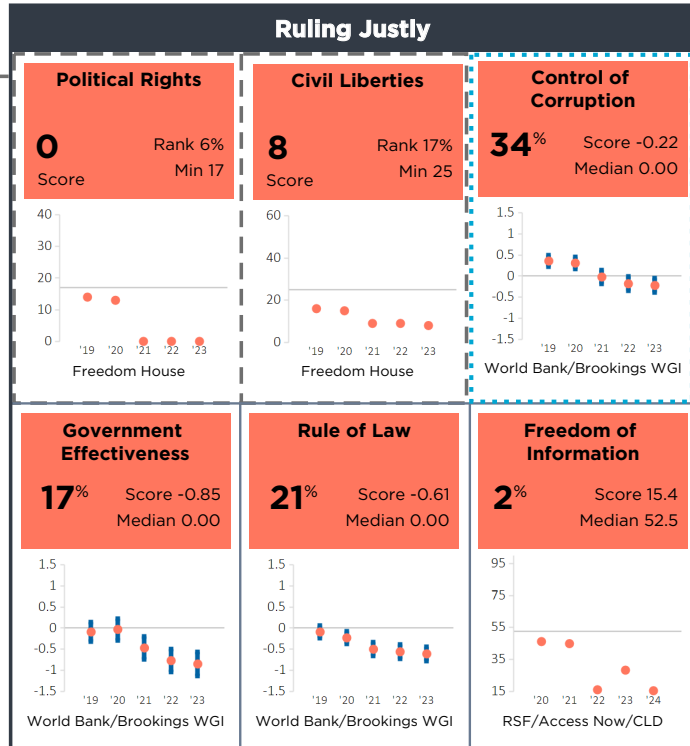 Ruling Justly
Political Rights
0
Score
Rank 6%
Min 17
40
30
20
10
0
'19 '20 '21 '22 '23
Freedom House
Civil Liberties
8
Score
Rank 17%
Min 25
60
40
20
0
'19 '20 '21 '22 '23
Freedom House
Control of
Corruption
34%
Score -0.22
Median 0.00
1.5
1
0.5
0
-0.5
-1
-1.5
'19 '20 '21 '22 '23
World Bank/Brookings WGI
Government
Effectiveness
17%
Score -0.85
Median 0.00
1.5
1
0.5
0
-0.5
-1
-1.5
'19 '20 '21 '22 '23
World Bank/Brookings WGI
Rule of Law
21%
Score -0.61
Median 0.00
1.5
1
0.5
0
-0.5
-1
-1.5
'19 '20 '21 '22 '23
World Bank/Brookings WGI
Freedom of
Information
2%
Score 15.4
Median 52.5
95
75
55
35
15
'20 '21 '22 '23 '24
RSF/Access Now/CLD